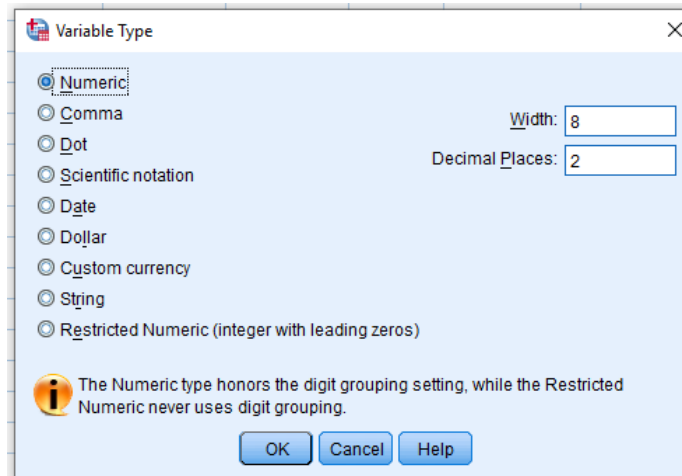 Variable Type
Numeric
Comma
Width: 8
Dot
Decimal Places: 2
Scientific notation
Date
Dollar
Custom currency
String
Restricted Numeric (integer with leading zeros)
The Numeric type honors the digit grouping setting, while the Restricted
Numeric never uses digit grouping.
OK Cancel Help